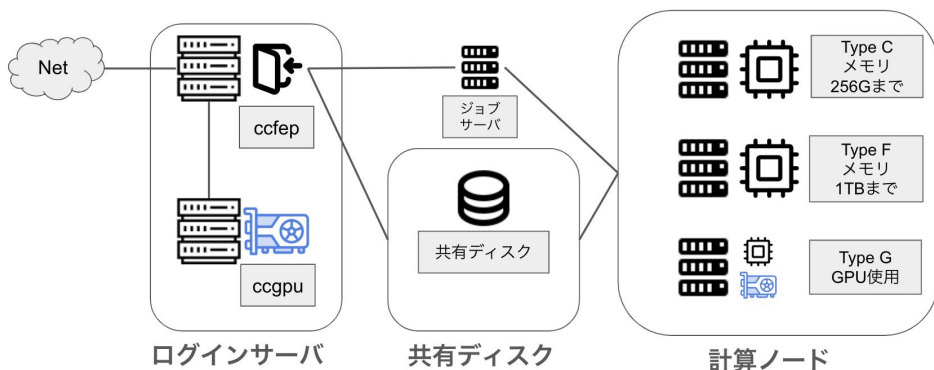 Net
ccfep
ccgpu
ログインサーバ
ジョブ
サーバ
共有ディスク
共有ディスク
Type C
メモリ
256Gまで
Type F
メモリ
1TBまで
Type G
GPU使用
計算ノード